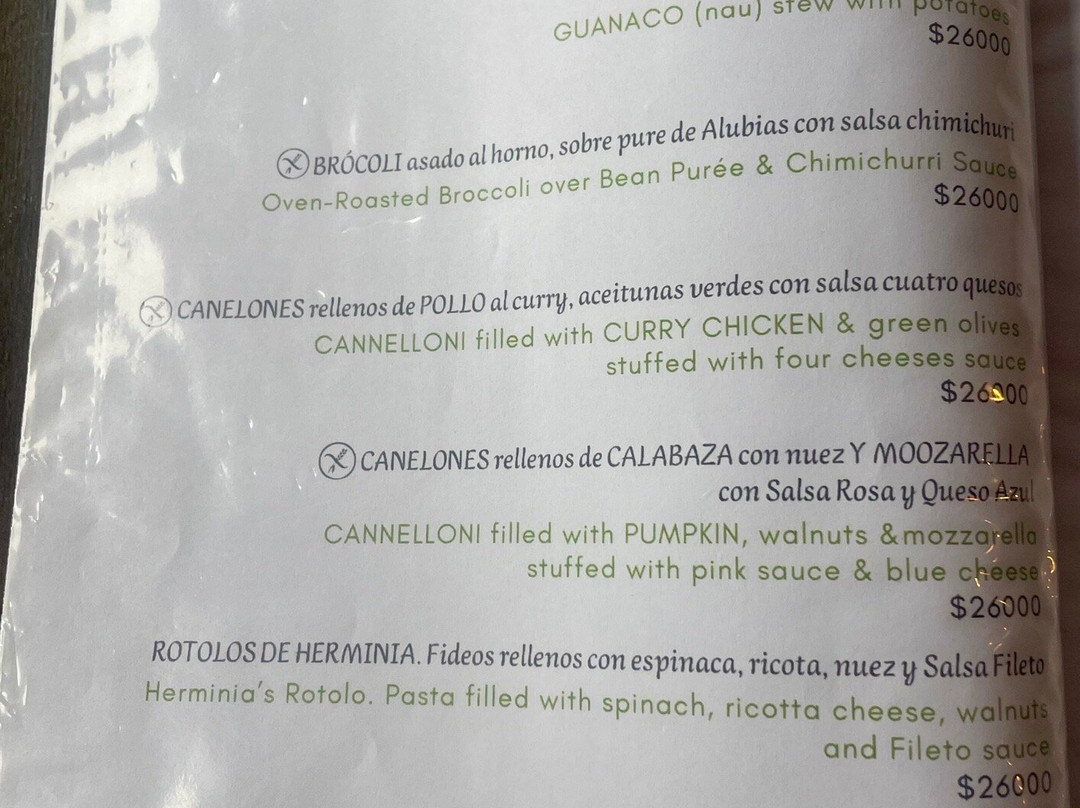 GUANACO (nau) stew with potatoes
$26000
BRÓCOLI asado al horno, sobre pure de Alubias con salsa chimichuri
Oven-Roasted Broccoli over Bean Purée & Chimichurri Sauce
$26000
CANELONES rellenos de POLLO al curry, aceitunas verdes con salsa cuatro quesos
CANNELLONI filled with CURRY CHICKEN & green olives
stuffed with four cheeses sauce
$26000
CANELONES rellenos de CALABAZA con nuez Y MOOZARELLA
con Salsa Rosa y Queso Azul
CANNELLONI filled with PUMPKIN, walnuts & mozzarella
stuffed with pink sauce & blue cheese
$26000
ROTOLOS DE HERMINIA. Fideos rellenos con espinaca, ricota, nuez y Salsa Fileto
Herminia's Rotolo. Pasta filled with spinach, ricotta cheese, walnuts
and Fileto sauce
$26000